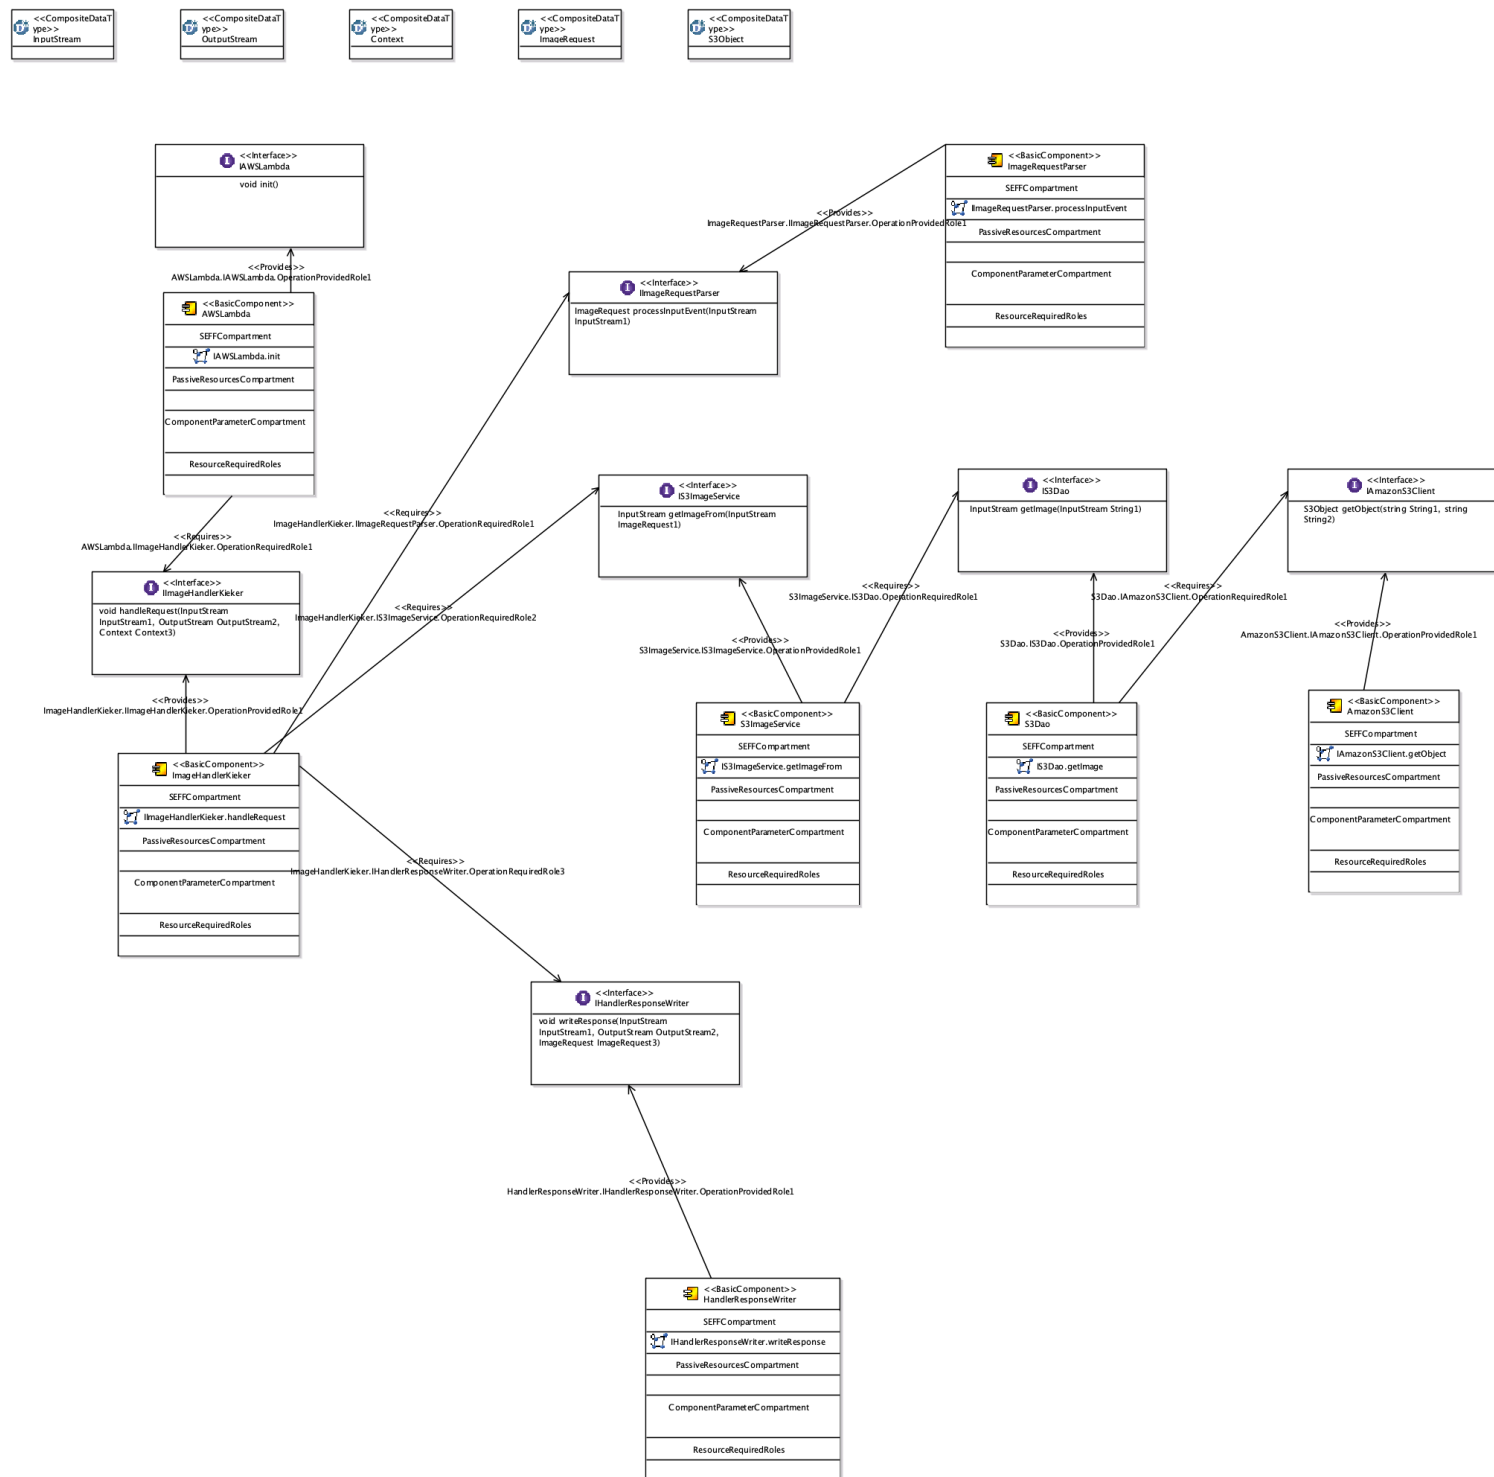 <<CompositeDataT
ype>>
InputStream
<<CompositeDataT
ype>>
OutputStream
<<CompositeDataT
ype>>
Context
<<CompositeDataT
ype>>
ImageRequest
<<CompositeDataT
ype>>
S3Object
<<Interface>>
IAWSLambda
void init()
<<Provides>>
AWSLambda.IAWSLambda.OperationProvidedRole1
<<BasicComponent>>
AWSLambda
SEFFCompartment
IAWSLambda.init
PassiveResourcesCompartment
ComponentParameterCompartment
ResourceRequiredRoles
<<BasicComponent>>
ImageRequestParser
SEFFCompartment
IImageRequestParser.processInputEvent
PassiveResourcesCompartment
ComponentParameterCompartment
ResourceRequiredRoles
<<Provides>>
ImageRequestParser.IImageRequestParser.OperationProvidedRole1
<<Interface>>
IImageRequestParser
ImageRequest processInputEvent(InputStream
InputStream1)
<<Requires>>
ImageHandlerKieker.IImageRequestParser.OperationRequiredRole1
<<Requires>>
AWSLambda.IImageHandlerKieker.OperationRequiredRole1
<<Interface>>
IS3ImageService
InputStream getImageFrom(InputStream
ImageRequest1)
<<Interface>>
IS3Dao
InputStream getImage(InputStream String1)
<<Interface>>
IAmazonS3Client
S3Object getObject(string String1, string
String2)
<<Interface>>
IImageHandlerKieker
void handleRequest(InputStream
InputStream1, OutputStream OutputStream2,
Context Context3)
<<Requires>>
ImageHandlerKieker.IS3ImageService.OperationRequiredRole2
<<Requires>>
S3ImageService.IS3Dao.OperationRequiredRole1
<<Requires>>
S3Dao.IAmazonS3Client.OperationRequiredRole1
<<Provides>>
S3ImageService.IS3ImageService.OperationProvidedRole1
<<Provides>>
S3Dao.IS3Dao.OperationProvidedRole1
<<Provides>>
AmazonS3Client.IAmazonS3Client.OperationProvidedRole1
<<Provides>>
ImageHandlerKieker.IImageHandlerKieker.OperationProvidedRole1
<<BasicComponent>>
ImageHandlerKieker
SEFFCompartment
IImageHandlerKieker.handleRequest
PassiveResourcesCompartment
ComponentParameterCompartment
ResourceRequiredRoles
<<BasicComponent>>
S3ImageService
SEFFCompartment
IS3ImageService.getImageFrom
PassiveResourcesCompartment
ComponentParameterCompartment
ResourceRequiredRoles
<<BasicComponent>>
S3Dao
SEFFCompartment
IS3Dao.getImage
PassiveResourcesCompartment
ComponentParameterCompartment
ResourceRequiredRoles
<<BasicComponent>>
AmazonS3Client
SEFFCompartment
IAmazonS3Client.getObject
PassiveResourcesCompartment
ComponentParameterCompartment
ResourceRequiredRoles
<<Requires>>
ImageHandlerKieker.IHandlerResponseWriter.OperationRequiredRole3
<<Interface>>
IHandlerResponseWriter
void writeResponse(InputStream
InputStream1, OutputStream OutputStream2,
ImageRequest ImageRequest3)
<<Provides>>
HandlerResponseWriter.IHandlerResponseWriter.OperationProvidedRole1
<<BasicComponent>>
HandlerResponseWriter
SEFFCompartment
IHandlerResponseWriter.writeResponse
PassiveResourcesCompartment
ComponentParameterCompartment
ResourceRequiredRoles